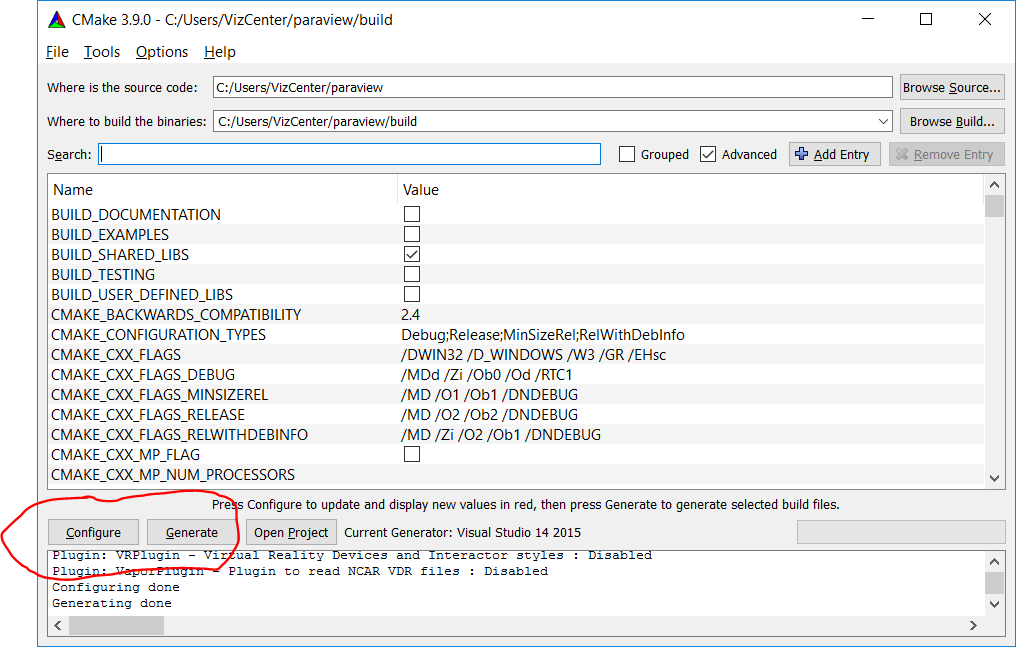 CMake 3.9.0 - C:/Users/VizCenter/paraview/build
File Tools Options Help
Where is the source code: C:/Users/VizCenter/paraview Browse Source...
Where to build the binaries: C:/Users/VizCenter/paraview/build Browse Build...
Search: Grouped Advanced Add Entry Remove Entry
Name Value
BUILD_DOCUMENTATION
BUILD_EXAMPLES
BUILD_SHARED_LIBS
BUILD_TESTING
BUILD_USER_DEFINED_LIBS
CMAKE_BACKWARDS_COMPATIBILITY 2.4
CMAKE_CONFIGURATION_TYPES Debug;Release;MinSizeRel;RelWithDebInfo
CMAKE_CXX_FLAGS /DWIN32 /D_WINDOWS /W3 /GR /EHsc
CMAKE_CXX_FLAGS_DEBUG /MDd /Zi /Ob0 /Od /RTC1
CMAKE_CXX_FLAGS_MINSIZEREL /MD /O1 /Ob1 /DNDEBUG
CMAKE_CXX_FLAGS_RELEASE /MD /O2 /Ob2 /DNDEBUG
CMAKE_CXX_FLAGS_RELWITHDEBINFO /MD /Zi /O2 /Ob1 /DNDEBUG
CMAKE_CXX_MP_FLAG
CMAKE_CXX_MP_NUM_PROCESSORS
Press Configure to update and display new values in red, then press Generate to generate selected build files.
Configure Generate Open Project Current Generator: Visual Studio 14 2015
Plugin: VRPlugin - Virtual Reality Devices and Interactor styles : Disabled
Plugin: VaporPlugin - Plugin to read NCAR VDR files : Disabled
Configuring done
Generating done